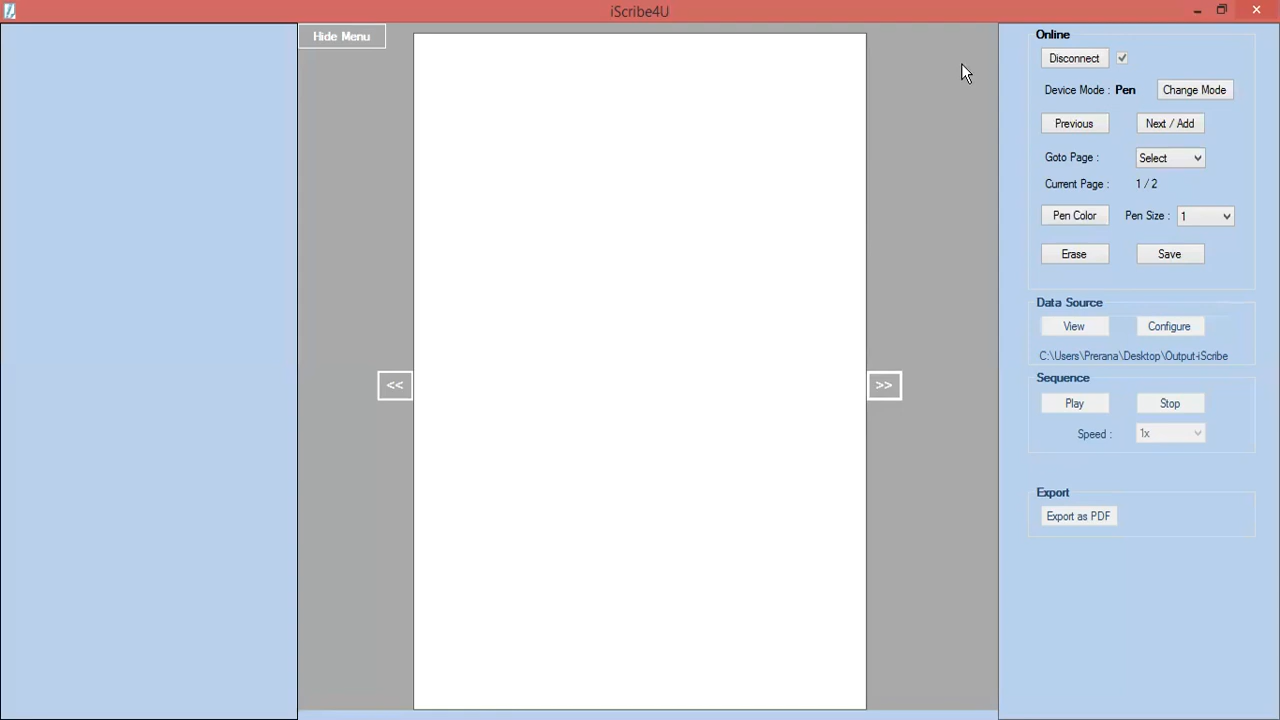 iScribe4U
Hide Menu
Online
Disconnect
Device Mode : Pen Change Mode
Previous Next / Add
Goto Page : Select
Current Page : 1 / 2
Pen Color Pen Size : 1
Erase Save
Data Source
View Configure
C:\Users\Prerana\Desktop\Output-iScribe
<< >>
Sequence
Play Stop
Speed : 1x
Export
Export as PDF